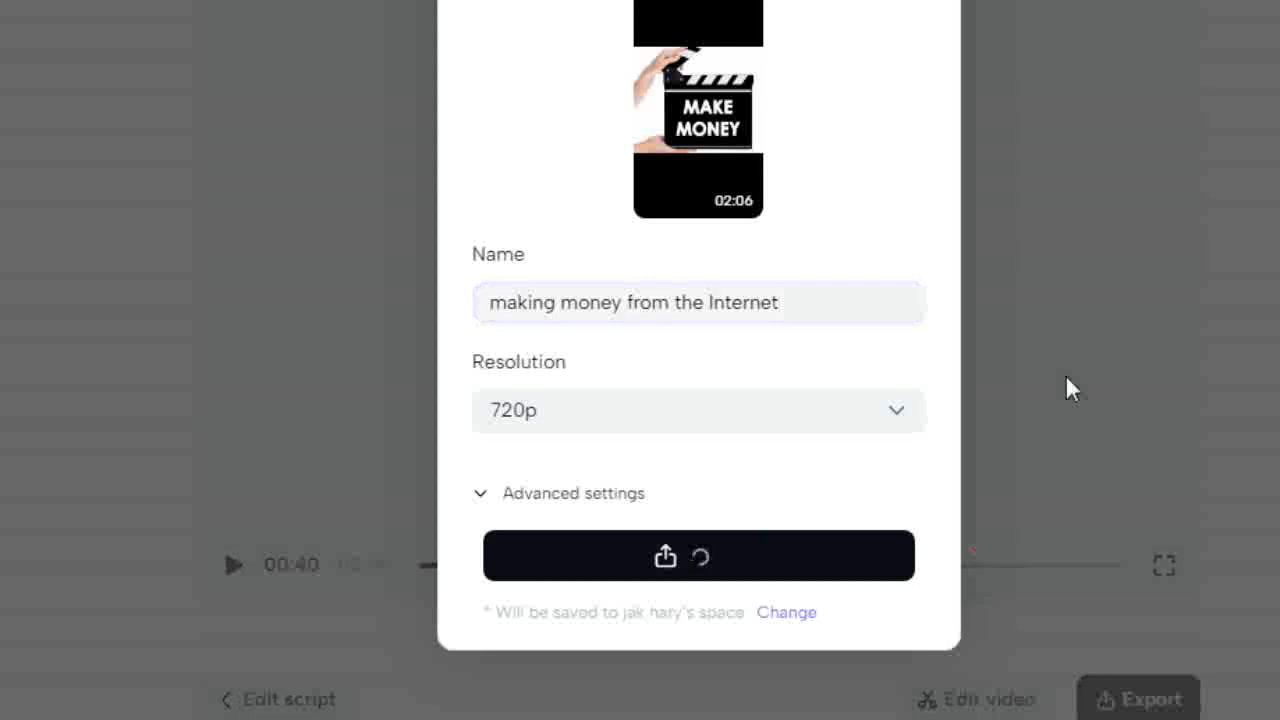 MAKE
MONEY
02:06
Name
making money from the Internet
Resolution
720p
Advanced settings
00:40
* Will be saved to jak hary's space Change
Edit script
Edit video
Export